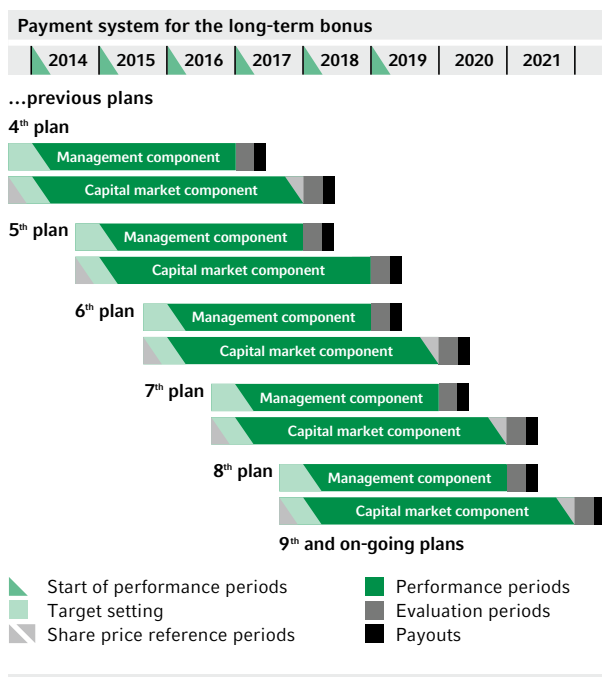 Payment system for the long-term bonus
2014 2015 2016 2017 2018 2019 2020 2021
...previous plans
4th plan
Management component
Capital market component
5th plan
Management component
Capital market component
6th plan
Management component
Capital market component
7th plan
Management component
Capital market component
8th plan
Management component
Capital market component
9th and on-going plans
Start of performance periods
Target setting
Share price reference periods
Performance periods
Evaluation periods
Payouts